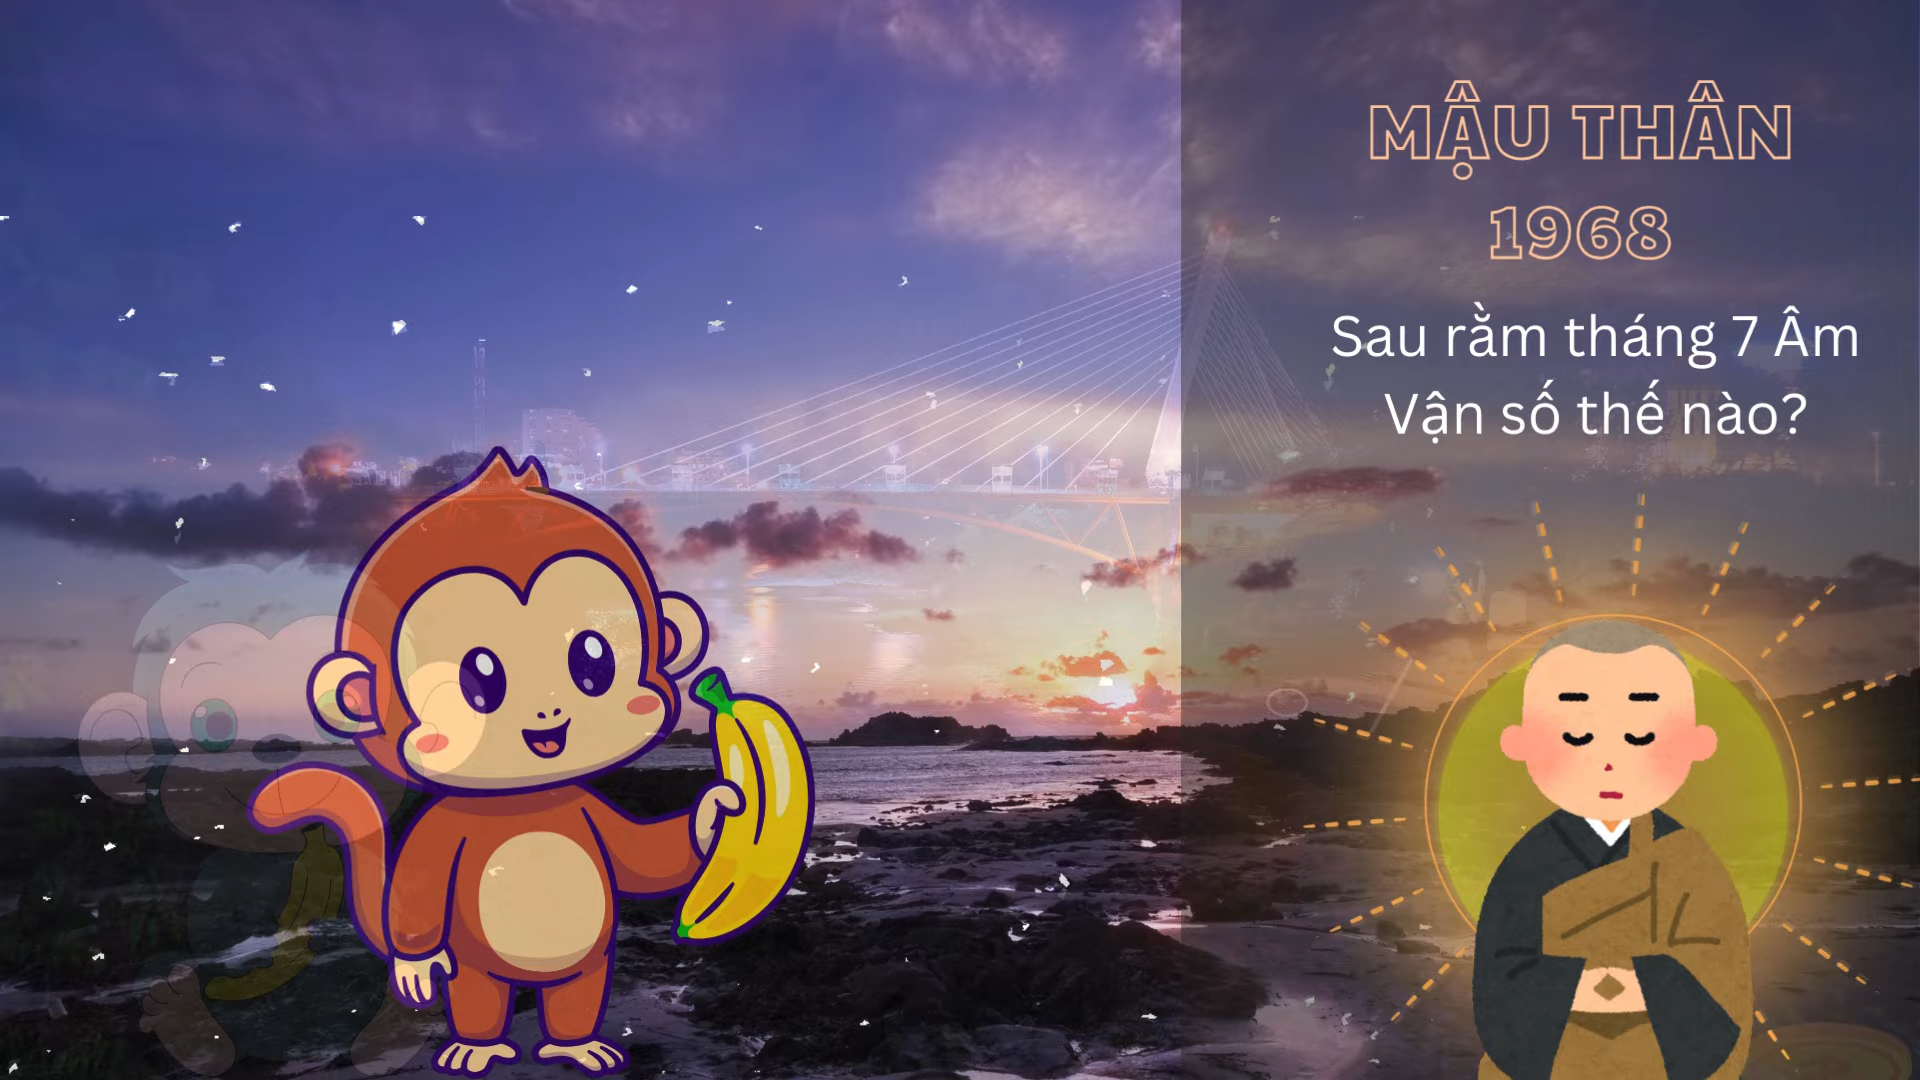 MẬU THÂN
1968
Sau rằm tháng 7 Âm
Vận số thế nào?